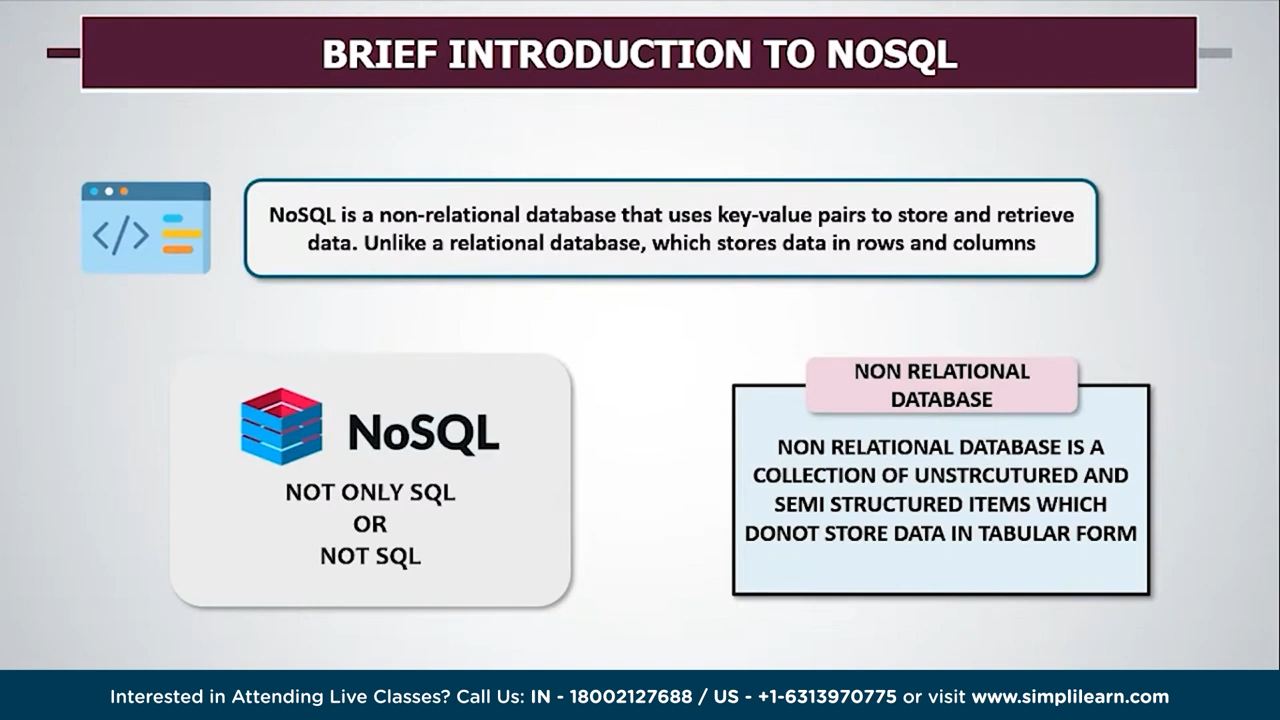 BRIEF INTRODUCTION TO NOSQL
</>
NoSQL is a non-relational database that uses key-value pairs to store and retrieve
data. Unlike a relational database, which stores data in rows and columns
NoSQL
NOT ONLY SQL
OR
NOT SQL
NON RELATIONAL
DATABASE
NON RELATIONAL DATABASE IS A
COLLECTION OF UNSTRCUTURED AND
SEMI STRUCTURED ITEMS WHICH
DONOT STORE DATA IN TABULAR FORM
Interested in Attending Live Classes? Call Us: IN - 18002127688 / US - +1-6313970775 or visit www.simplilearn.com